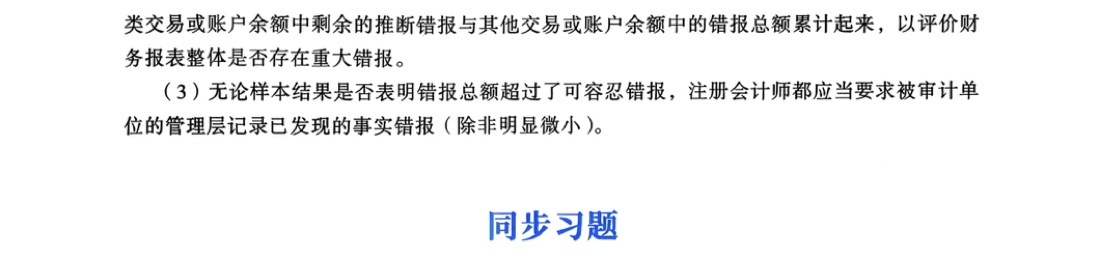 类交易或账户余额中剩余的推断错报与其他交易或账户余额中的错报总额累计起来，以评价财
务报表整体是否存在重大错报。
（3）无论样本结果是否表明错报总额超过了可容忍错报，注册会计师都应当要求被审计单
位的管理层记录已发现的事实错报（除非明显微小）。
同步习题